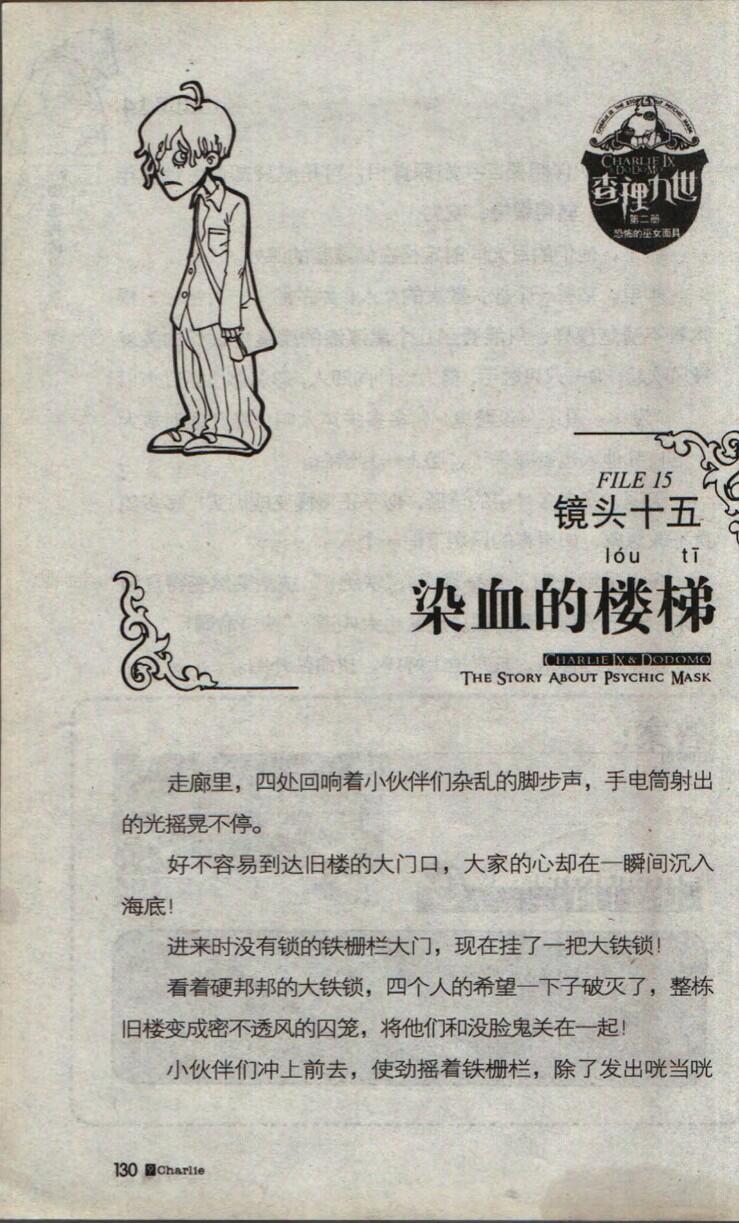 CHARLIE IX
& DODOMO
查理九世
第二册
恐怖的巫女面具
FILE 15
镜头十五
lóu tī
染血的楼梯
CHARLIE IX & DODOMO
THE STORY ABOUT PSYCHIC MASK
走廊里，四处回响着小伙伴们杂乱的脚步声，手电筒射出
的光摇晃不停。
好不容易到达旧楼的大门口，大家的心却在一瞬间沉入
海底！
进来时没有锁的铁栅栏大门，现在挂了一把大铁锁！
看着硬邦邦的大铁锁，四个人的希望一下子破灭了，整栋
旧楼变成密不透风的囚笼，将他们和没脸鬼关在一起！
小伙伴们冲上前去，使劲摇着铁栅栏，除了发出咣当咣
130 Charlie